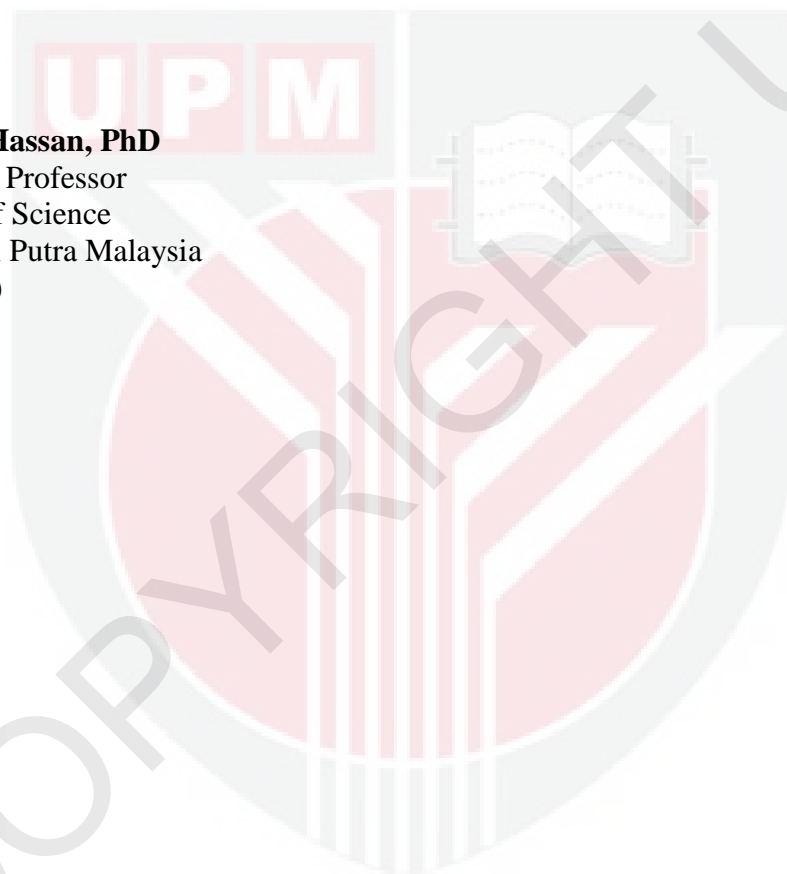 UPM
Hassan, PhD
Professor
f Science
Putra Malaysia
)
COPYRIGHT U